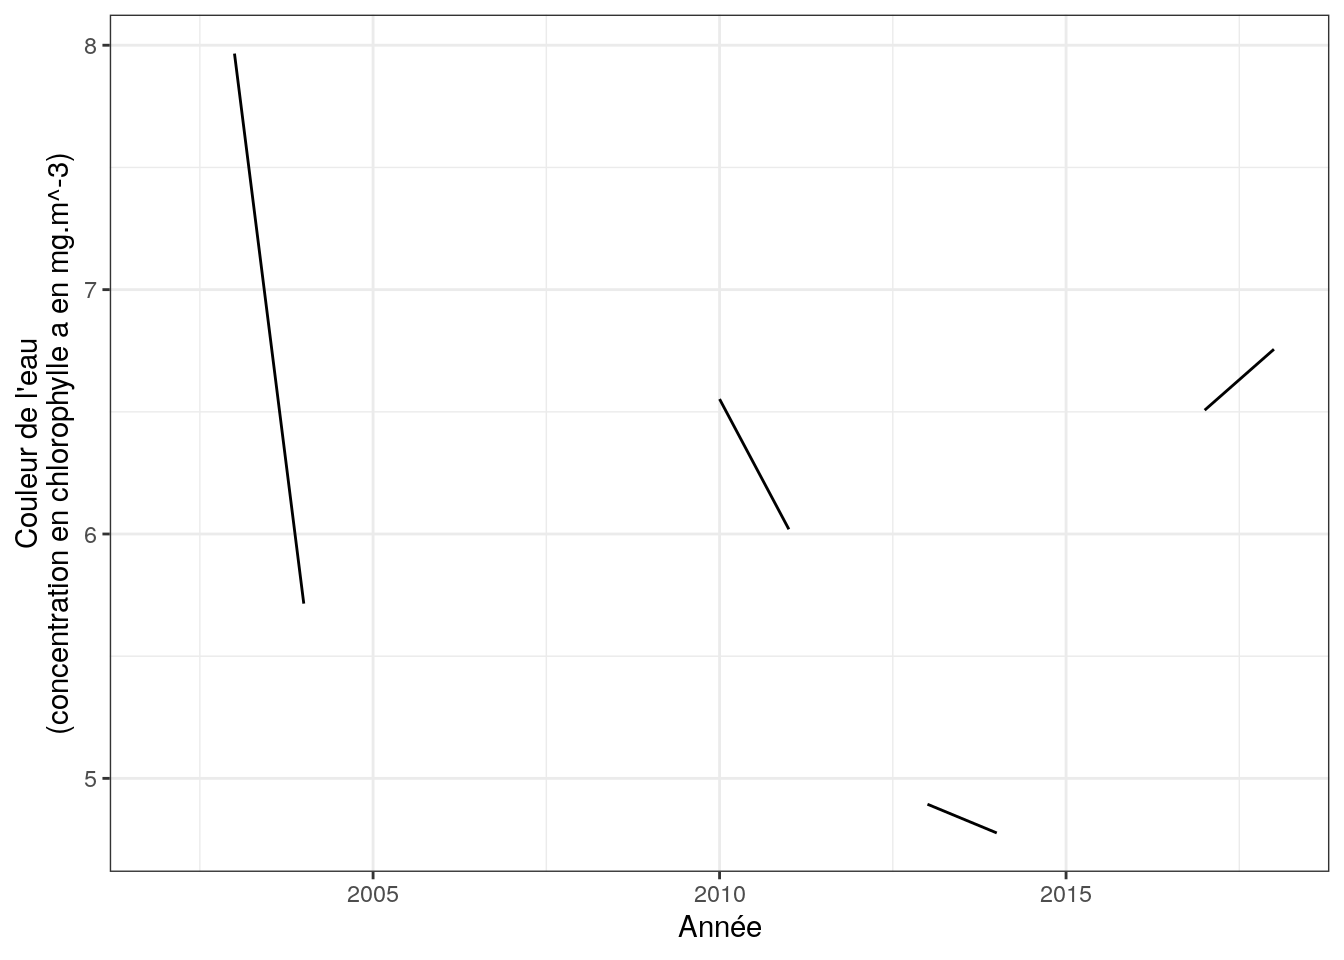 Couleur de l'eau
(concentration en chlorophylle a en mg.m^-3)
8
7
6
5
2005
2010
2015
Année